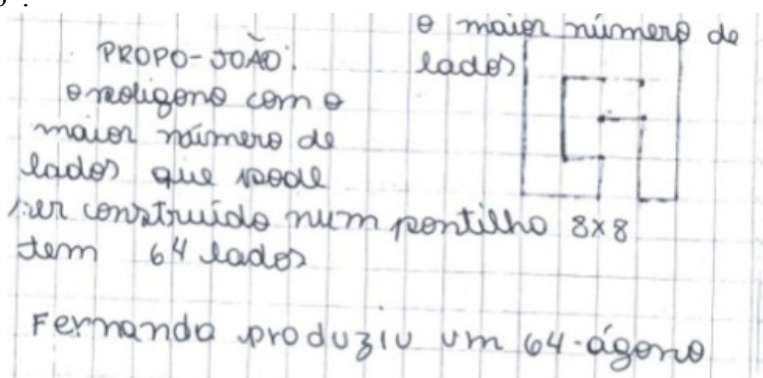 o maior número de
lados
PROPO-JOÃO:
o polígono com o
maior número de
lados que pode
ser construído num pontilho 8x8
tem 64 lados
Fernanda produziu um 64-ágono